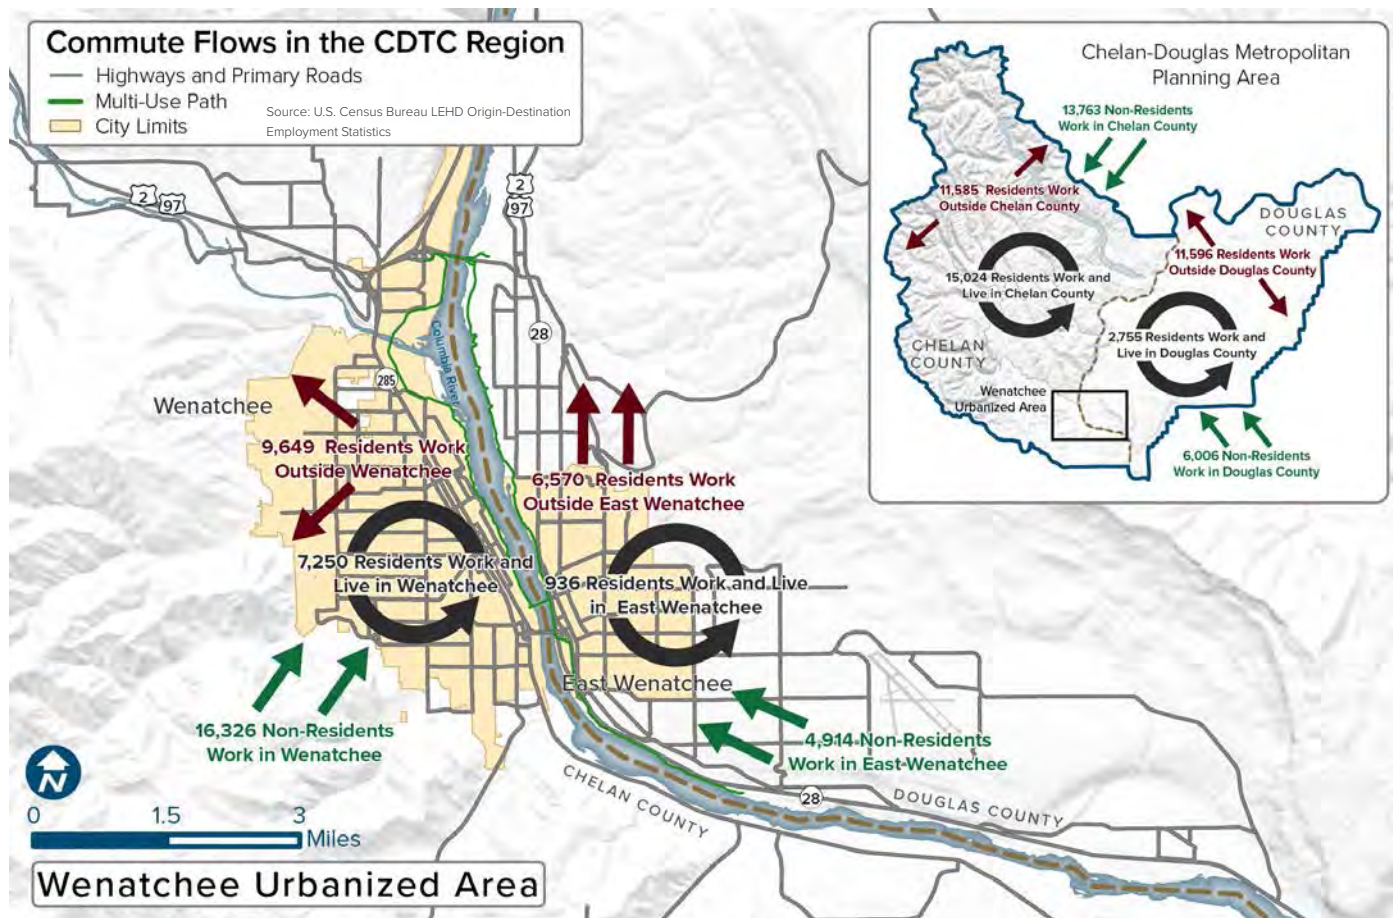 Commute Flows in the CDTC Region
Highways and Primary Roads
Multi-Use Path
City Limits
Source: U.S. Census Bureau LEHD Origin-Destination
Employment Statistics
Chelan-Douglas Metropolitan
Planning Area
13,763 Non-Residents
Work in Chelan County
11,585 Residents Work
Outside Chelan County
DOUGLAS
COUNTY
11,596 Residents Work
Outside Douglas County
15,024 Residents Work and
Live in Chelan County
2,755 Residents Work and
Live in Douglas County
CHELAN
COUNTY
Wenatchee
Urbanized Area
6,006 Non-Residents
Work in Douglas County
2
97
2
97
28
Columbia River
285
Wenatchee
9,649 Residents Work
Outside Wenatchee
6,570 Residents Work
Outside East Wenatchee
7,250 Residents Work and
Live in Wenatchee
936 Residents Work and Live
in East Wenatchee
East Wenatchee
16,326 Non-Residents
Work in Wenatchee
4,914 Non-Residents
Work in East Wenatchee
CHELAN COUNTY
28
DOUGLAS COUNTY
N
0 1.5 3
Miles
Wenatchee Urbanized Area